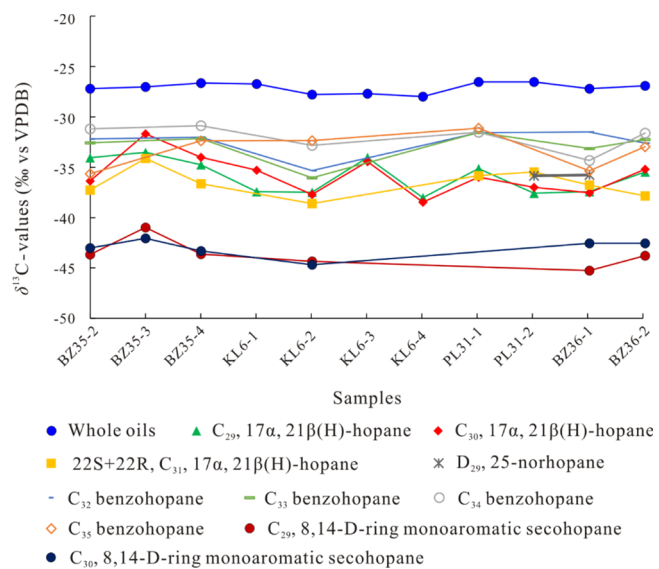 -20
-25
-30
-35
-40
-45
-50
δ¹³C-values (‰ vs VPDB)
BZ35-2
BZ35-3
BZ35-4
KL6-1
KL6-2
KL6-3
KL6-4
PL31-1
PL31-2
BZ36-1
BZ36-2
Samples
Whole oils C₂₉, 17α, 21β(H)-hopane C₃₀, 17α, 21β(H)-hopane
22S+22R, C₃₁, 17α, 21β(H)-hopane D₂₉, 25-norhopane
C₃₂ benzohopane C₃₃ benzohopane C₃₄ benzohopane
C₃₅ benzohopane C₂₉, 8,14-D-ring monoaromatic secohopane
C₃₀, 8,14-D-ring monoaromatic secohopane